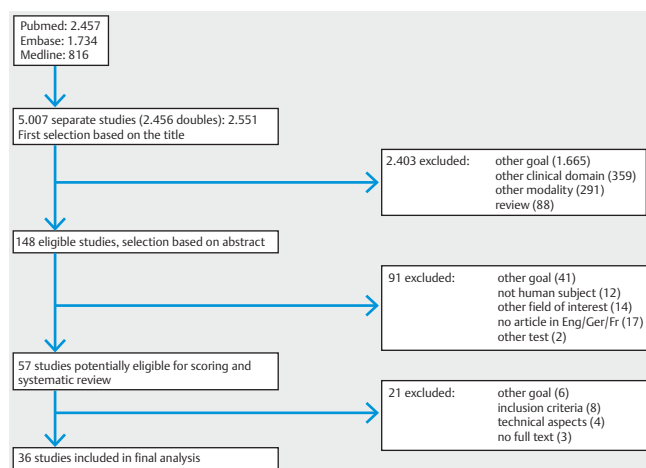 Pubmed: 2.457
Embase: 1.734
Medline: 816
5.007 separate studies (2.456 doubles): 2.551
First selection based on the title
2.403 excluded: other goal (1.665)
other clinical domain (359)
other modality (291)
review (88)
148 eligible studies, selection based on abstract
91 excluded: other goal (41)
not human subject (12)
other field of interest (14)
no article in Eng/Ger/Fr (17)
other test (2)
57 studies potentially eligible for scoring and
systematic review
21 excluded: other goal (6)
inclusion criteria (8)
technical aspects (4)
no full text (3)
36 studies included in final analysis